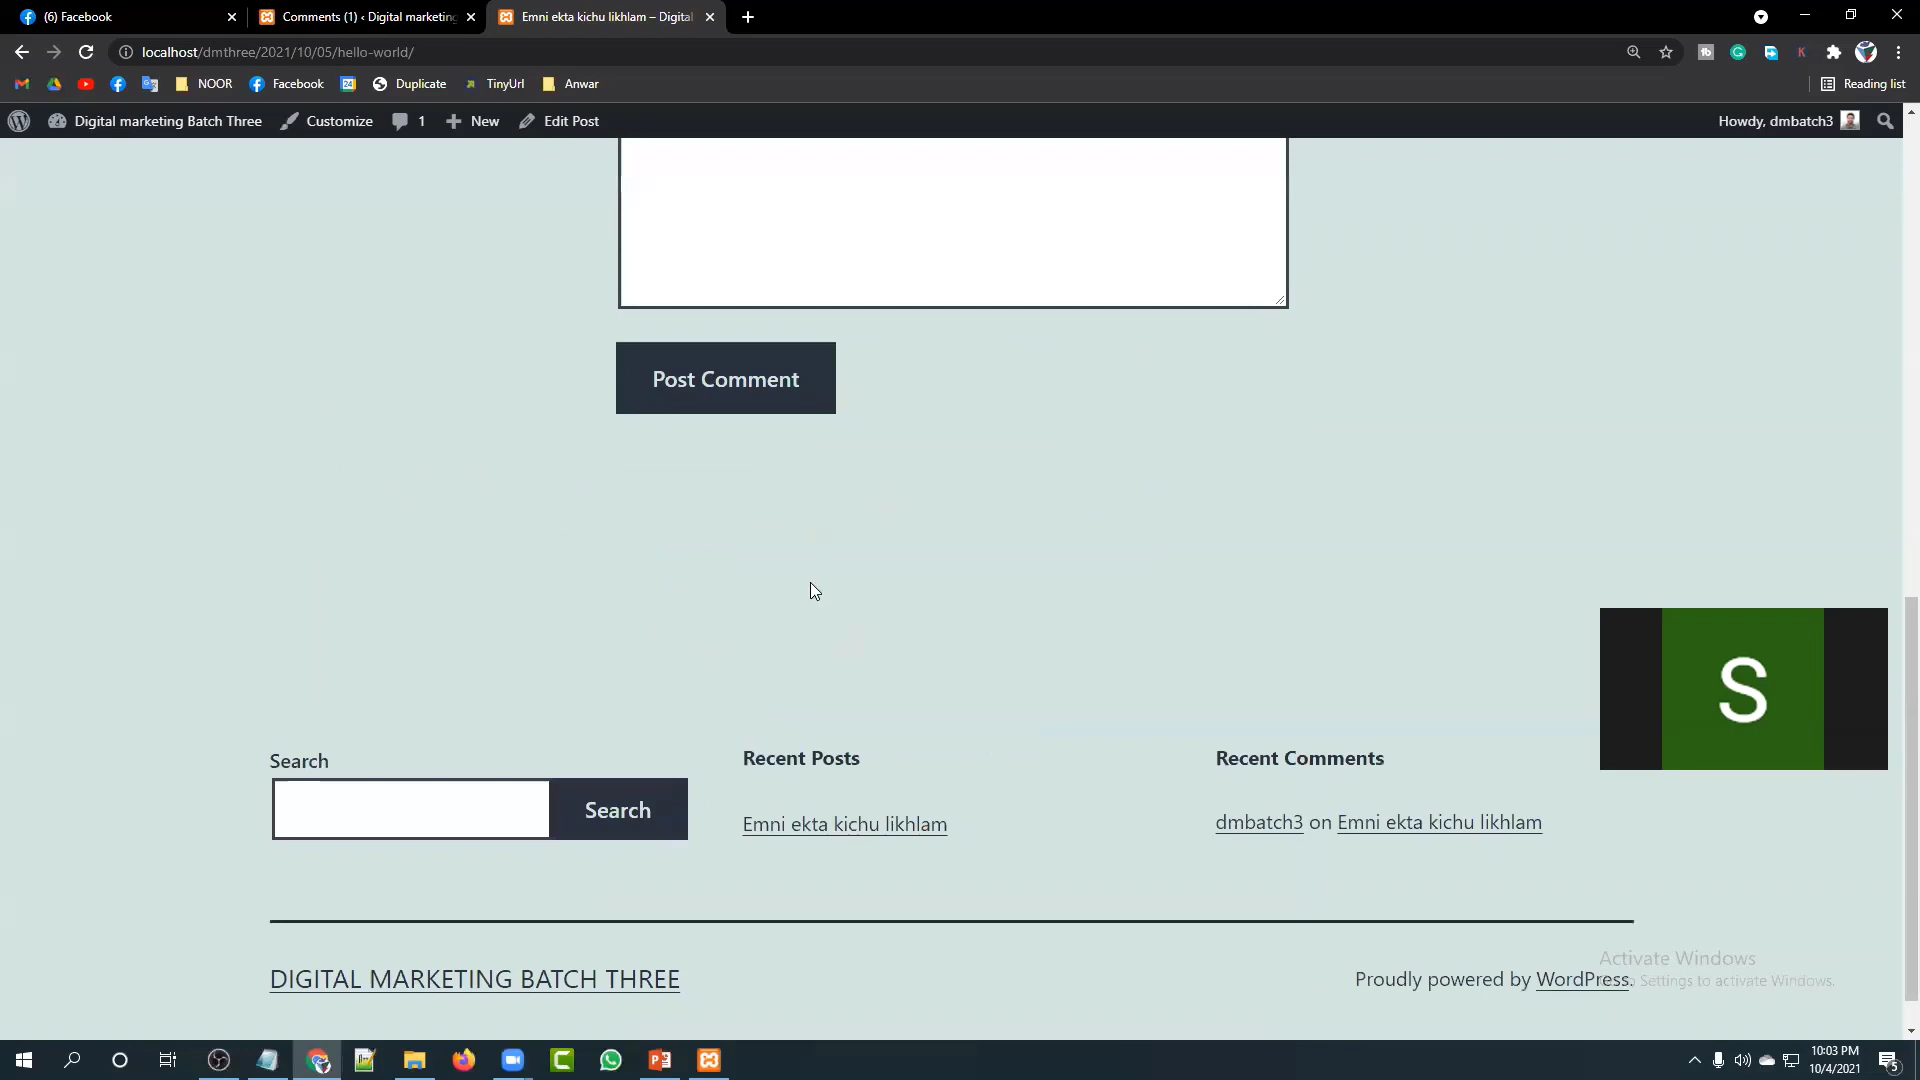 (6) Facebook
Comments (1) ‹ Digital marketing
Emni ekta kichu likhlam – Digital
localhost/dmthree/2021/10/05/hello-world/
NOOR
Facebook
24
Duplicate
TinyUrl
Anwar
Reading list
Digital marketing Batch Three
Customize
1
New
Edit Post
Howdy, dmbatch3
Post Comment
S
Search
Search
Recent Posts
Emni ekta kichu likhlam
Recent Comments
dmbatch3 on Emni ekta kichu likhlam
DIGITAL MARKETING BATCH THREE
Proudly powered by WordPress.
Activate Windows
Settings to activate Windows.
10:03 PM
10/4/2021
5